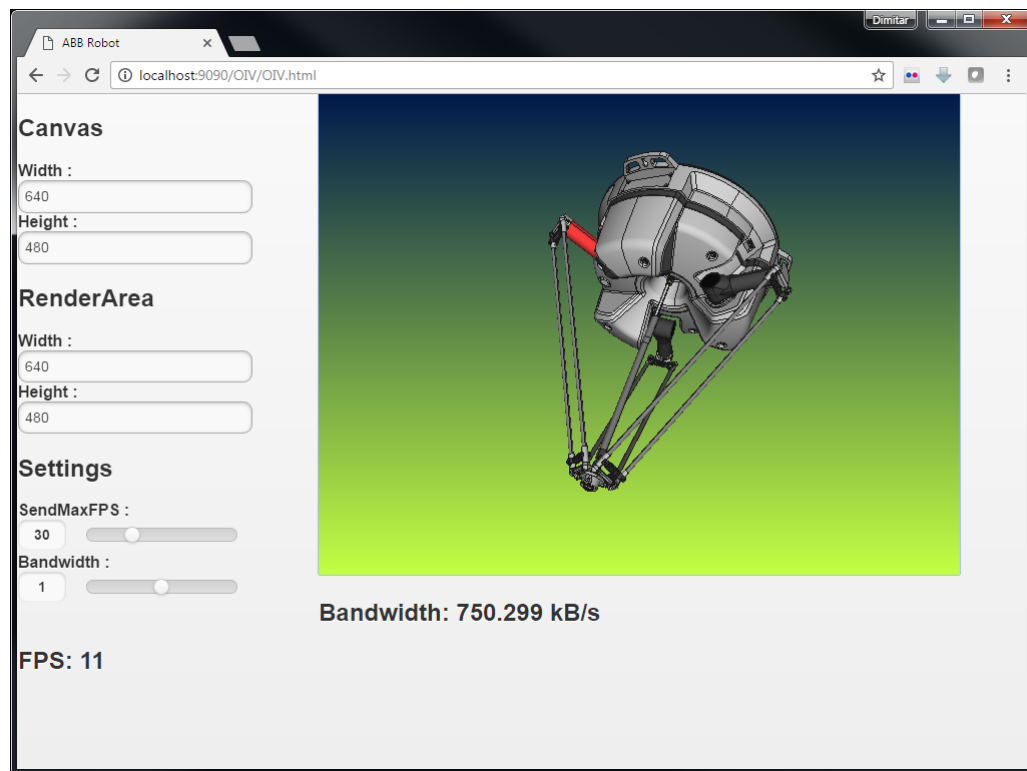 Dimitar
ABB Robot
localhost:9090/OIV/OIV.html
Canvas
Width :
640
Height :
480
RenderArea
Width :
640
Height :
480
Settings
SendMaxFPS :
30
Bandwidth :
1
Bandwidth: 750.299 kB/s
FPS: 11